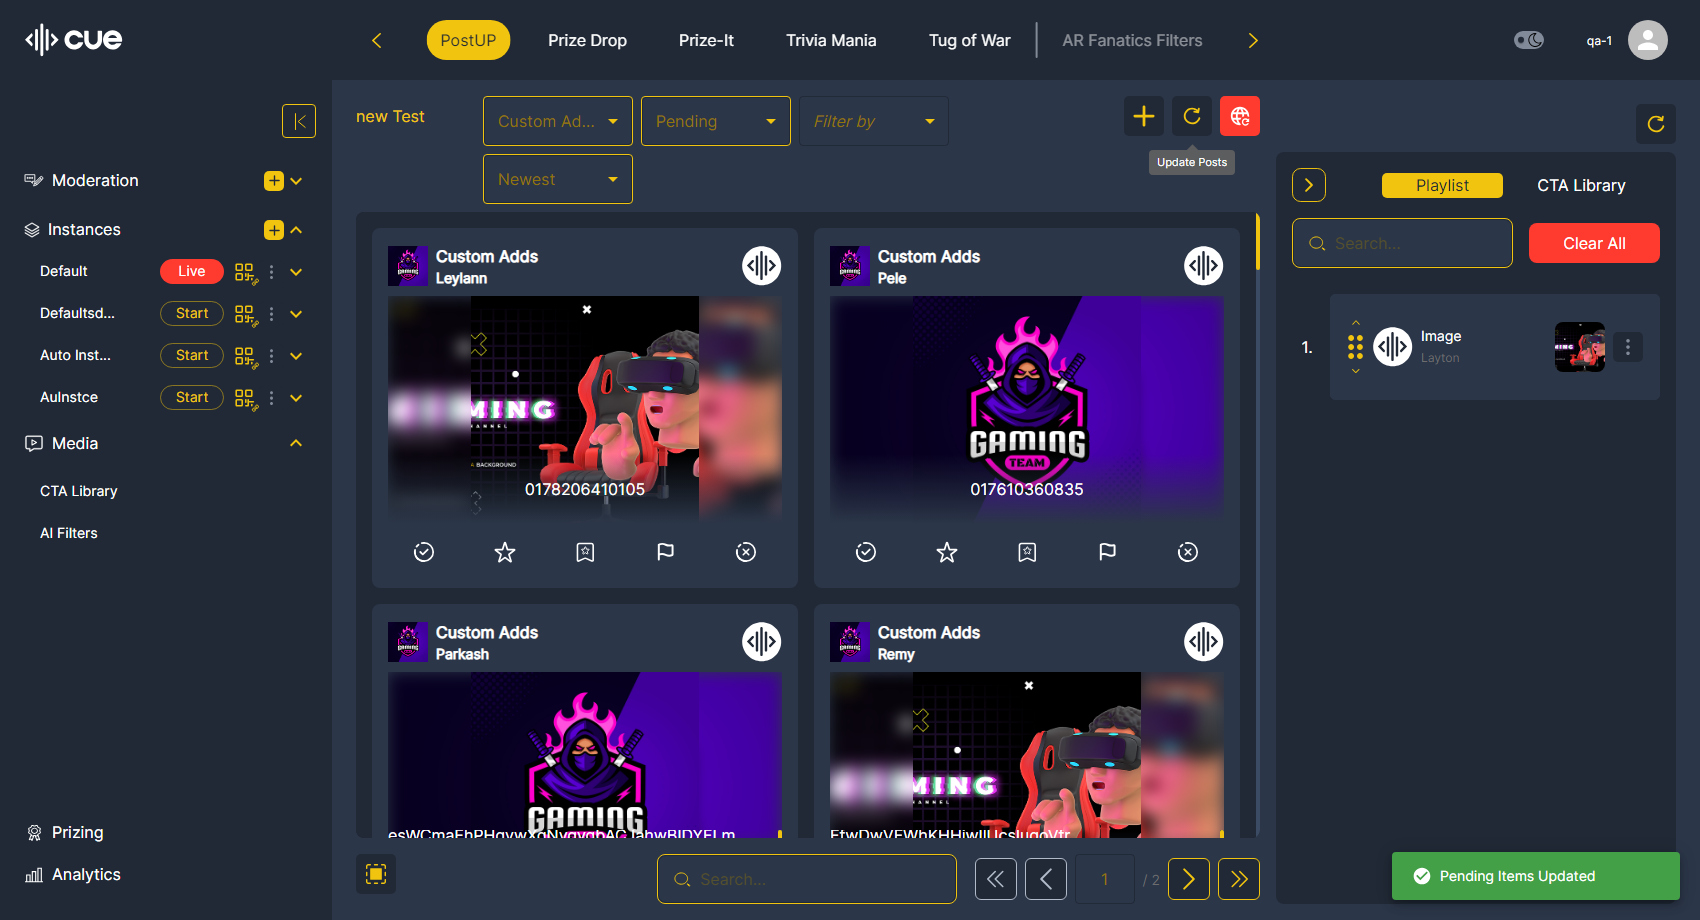 cue
PostUP
Prize Drop
Prize-It
Trivia Mania
Tug of War
AR Fanatics Filters
qa-1
Moderation
Instances
Default
Live
Defaultsd...
Start
Auto Inst...
Start
AuInstce
Start
Media
CTA Library
AI Filters
Prizing
Analytics
new Test
Custom Ad...
Pending
Filter by
Newest
Update Posts
Custom Adds
Leylann
MING
A BACKGROUND
0178206410105
Custom Adds
Pele
GAMING
TEAM
017610360835
Custom Adds
Parkash
GAMING
Custom Adds
Remy
MING
Search...
1
/ 2
Playlist
CTA Library
Search...
Clear All
1.
Image
Layton
Pending Items Updated